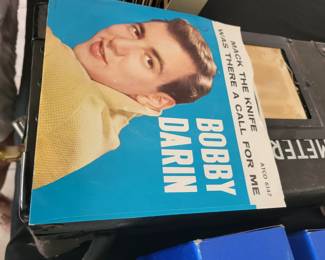 MACK THE KNIFE
WAS THERE A CALL FOR ME
ATCO 6147
BOBBY
DARIN
METER